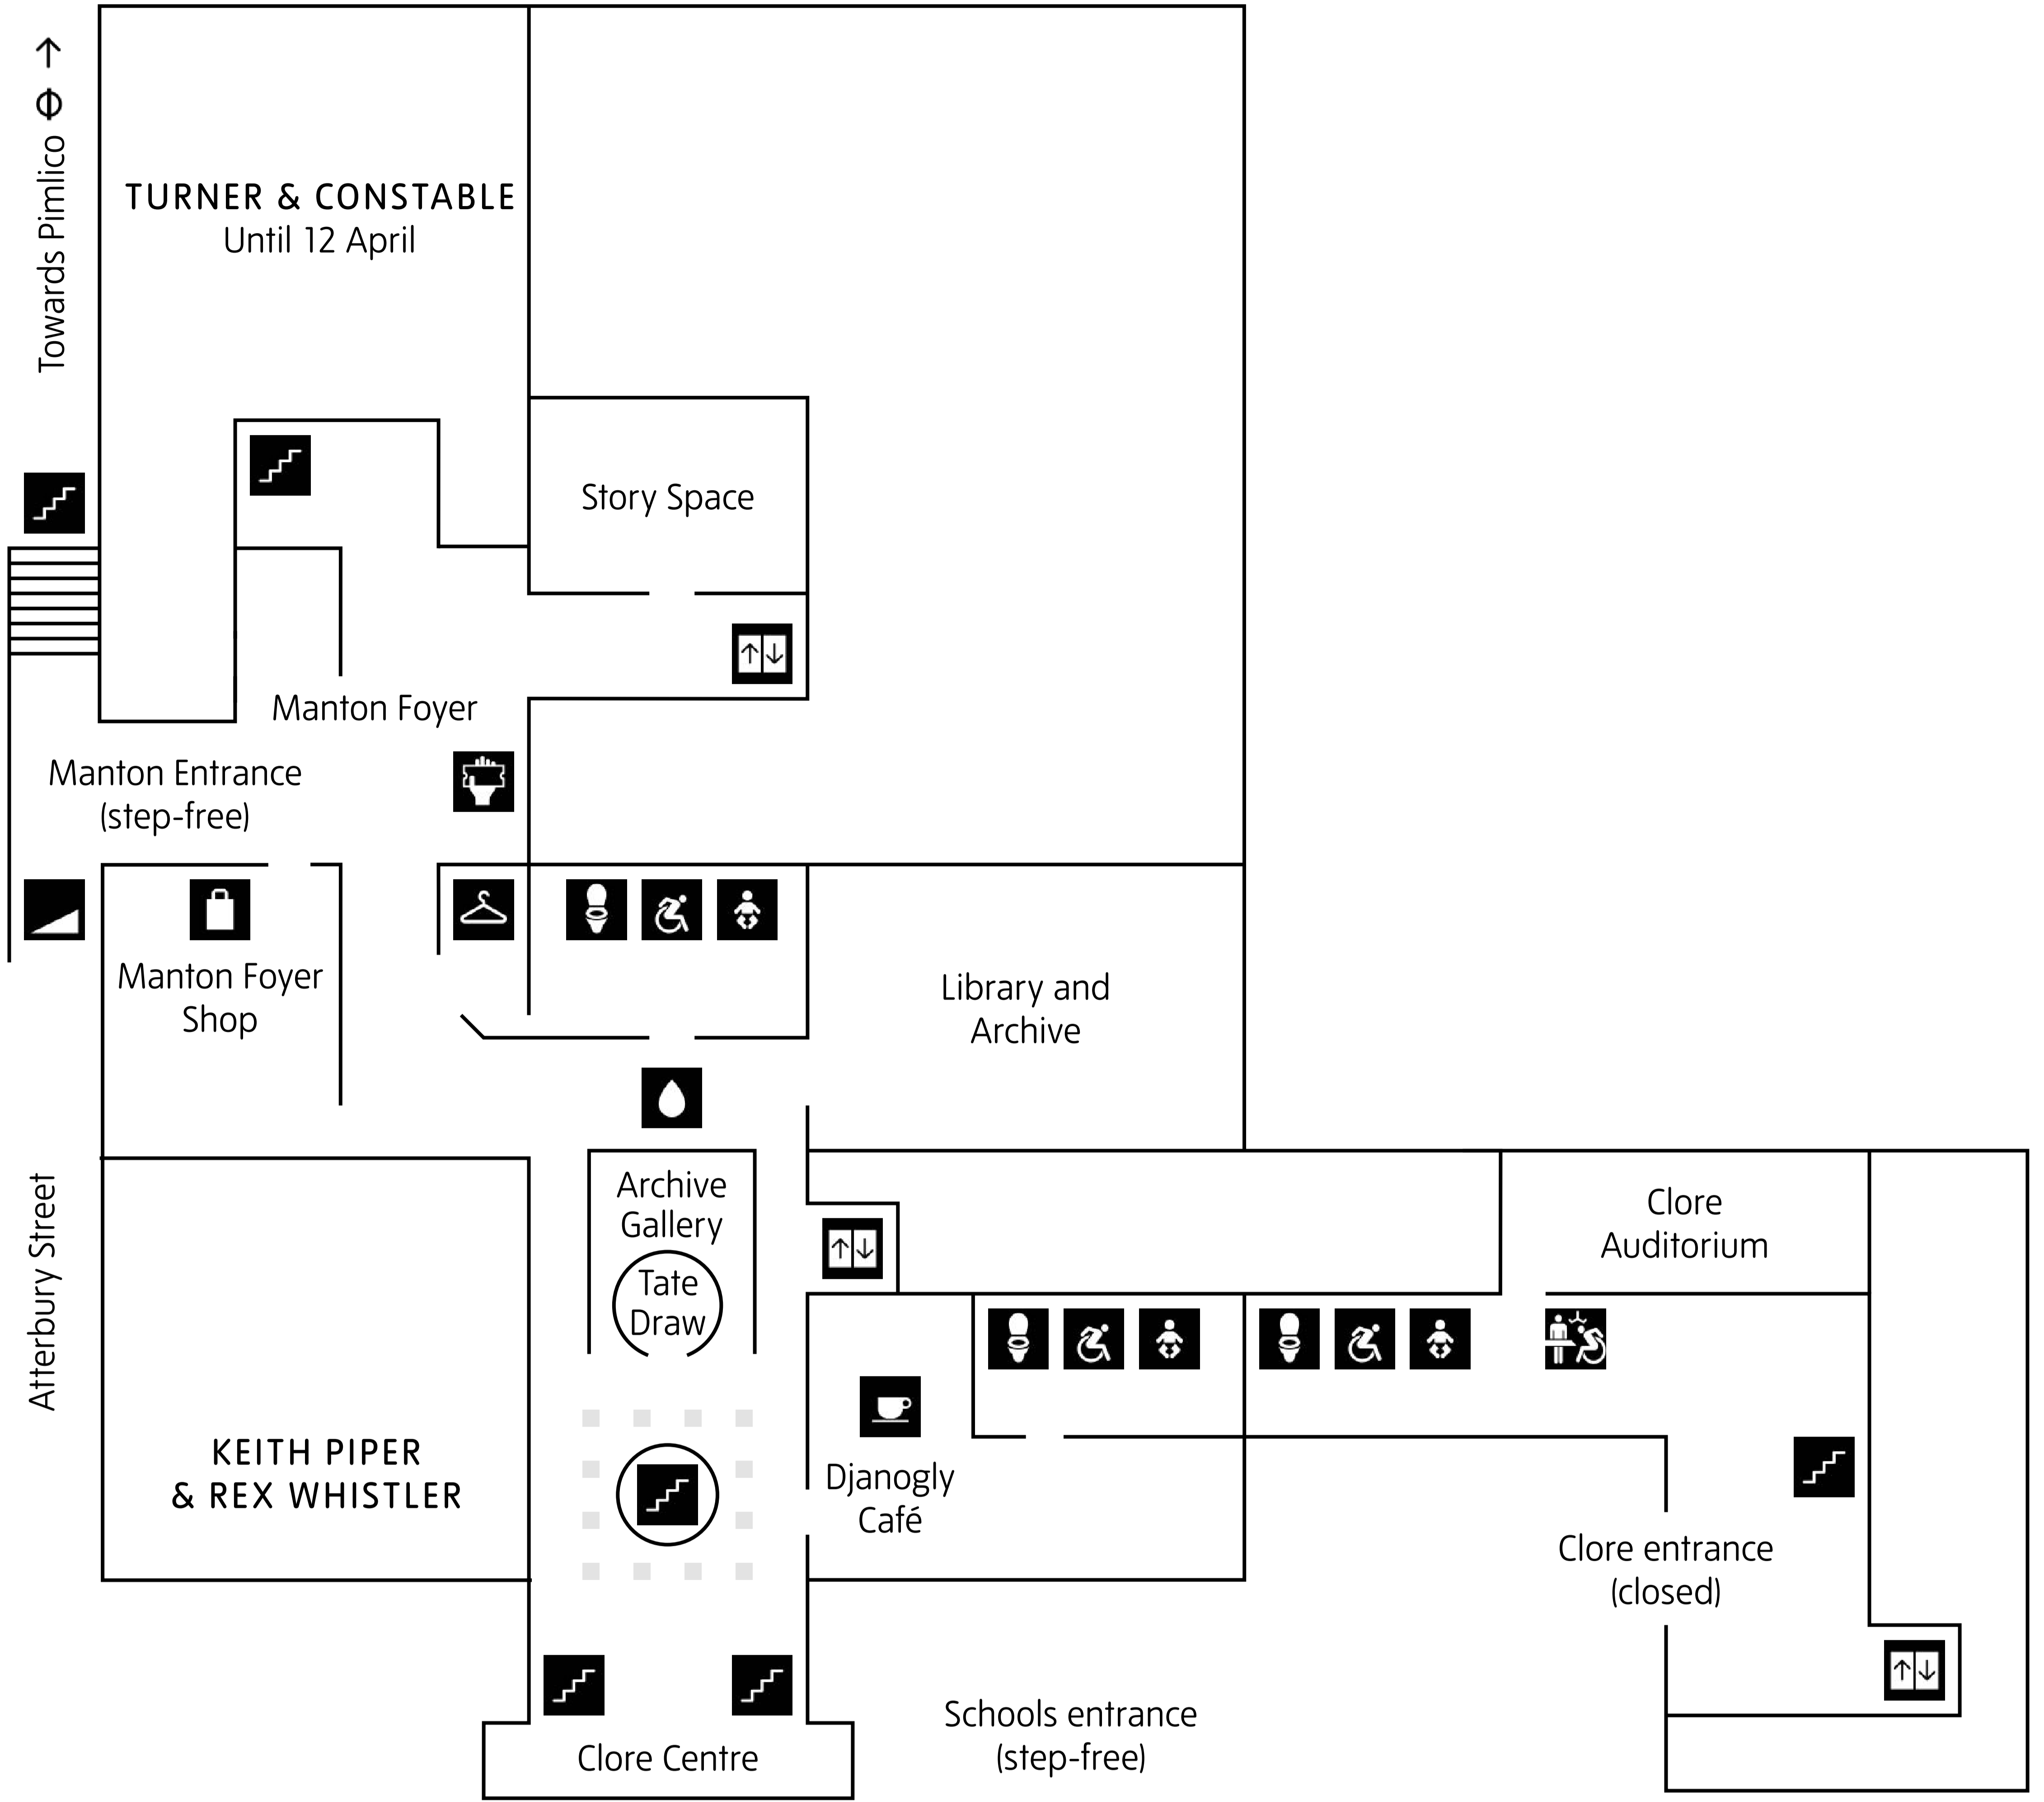 Towards Pimlico
TURNER & CONSTABLE
Until 12 April
Story Space
Manton Foyer
Manton Entrance
(step-free)
Manton Foyer
Shop
Library and
Archive
Atterbury Street
Archive
Gallery
Tate
Draw
Clore
Auditorium
KEITH PIPER
& REX WHISTLER
Djanogly
Café
Clore entrance
(closed)
Clore Centre
Schools entrance
(step-free)